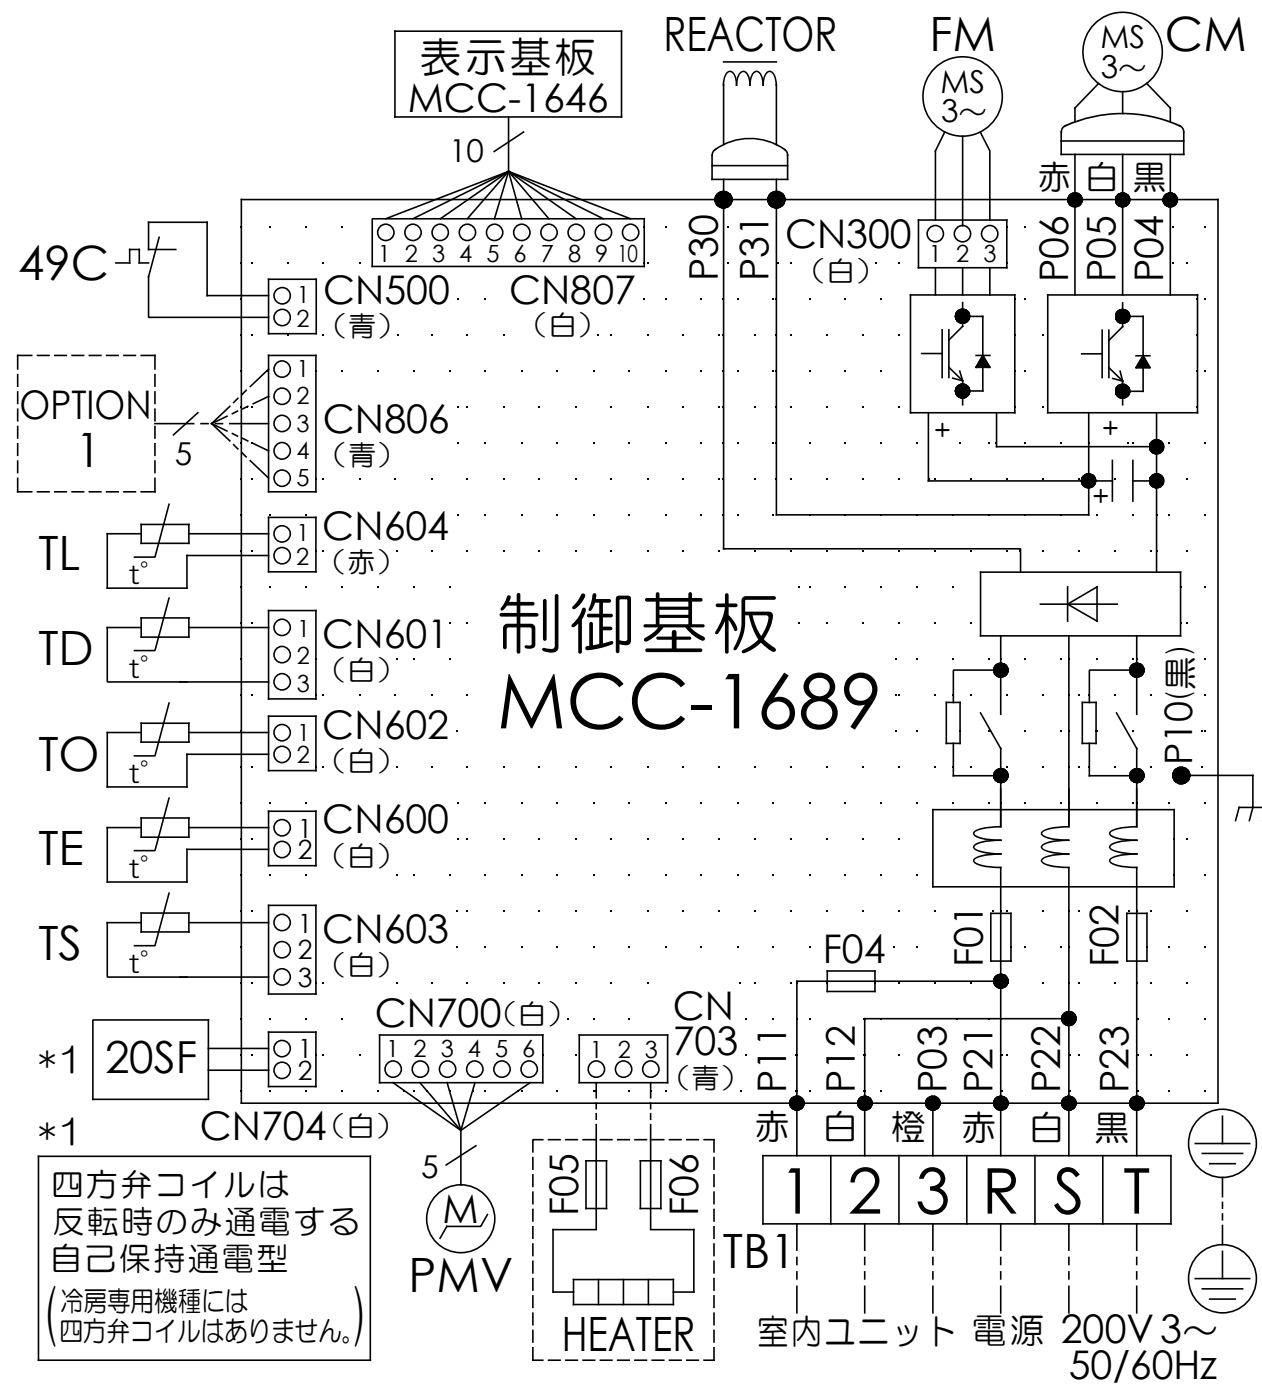 REACTOR
FM
CM
表示基板
MCC-1646
MS
3～
MS
3～
10
赤 白 黒
49C
1 2 3 4 5 6 7 8 9 10
P30
P31
CN300
(白)
1 2 3
P06
P05
P04
1
2
CN500
(青)
CN807
(白)
OPTION
1
5
1
2
3
4
5
CN806
(青)
+
+
+
TL
t°
1
2
CN604
(赤)
TD
t°
1
2
3
CN601
(白)
制御基板
MCC-1689
P10(黒)
TO
t°
1
2
CN602
(白)
TE
t°
1
2
CN600
(白)
TS
t°
1
2
3
CN603
(白)
F04
F01
F02
*1
20SF
1
2
CN704(白)
CN700(白)
1 2 3 4 5 6
CN
703
(青)
1 2 3
P11
P12
P03
P21
P22
P23
赤 白 橙 赤 白 黒
*1
四方弁コイルは
反転時のみ通電する
自己保持通電型
(冷房専用機種には
四方弁コイルはありません。)
5
M
PMV
F05
F06
HEATER
1 2 3 R S T
TB1
室内ユニット 電源 200V 3～
50/60Hz